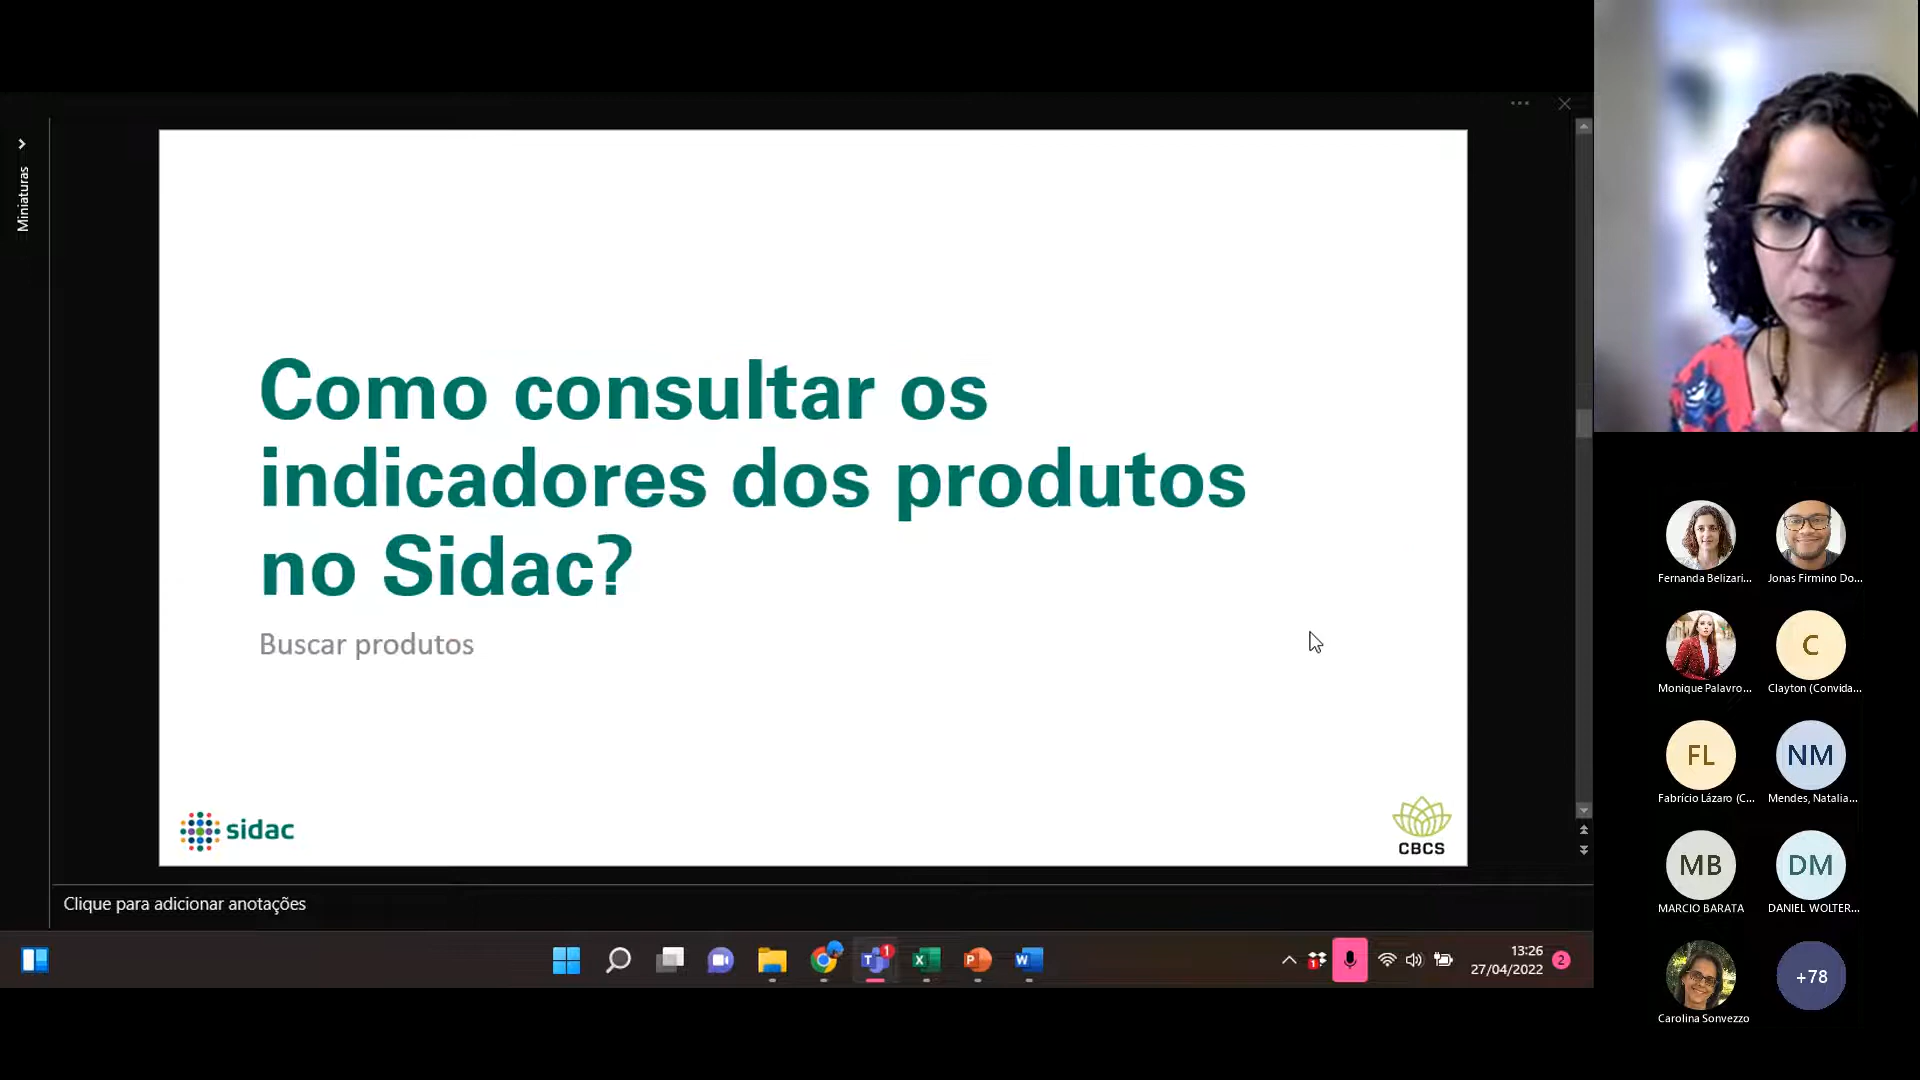 Miniaturas
Como consultar os
indicadores dos produtos
no Sidac?
Buscar produtos
sidac
CBCS
Clique para adicionar anotações
13:26
27/04/2022
2
1
1
T
X
P
W
Fernanda Belizari...
Jonas Firmino Do...
C
Monique Palavro...
Clayton (Convida...
FL
NM
Fabrício Lázaro (C...
Mendes, Natalia...
MB
DM
MARCIO BARATA
DANIEL WOLTER...
+78
Carolina Sonvezzo